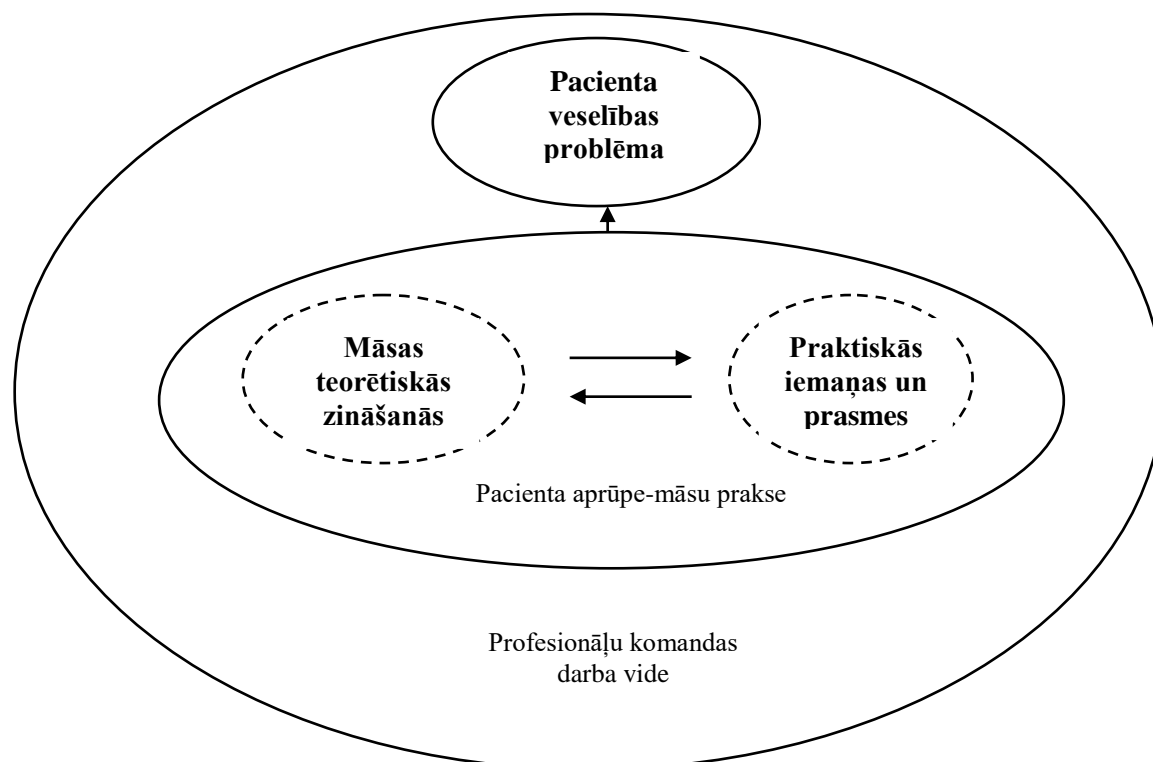 Pacienta
veselības
problēma
Māsas
teorētiskās
zināšanās
Praktiskās
iemaņas un
prasmes
Pacienta aprūpe-māsu prakse
Profesionāļu komandas
darba vide